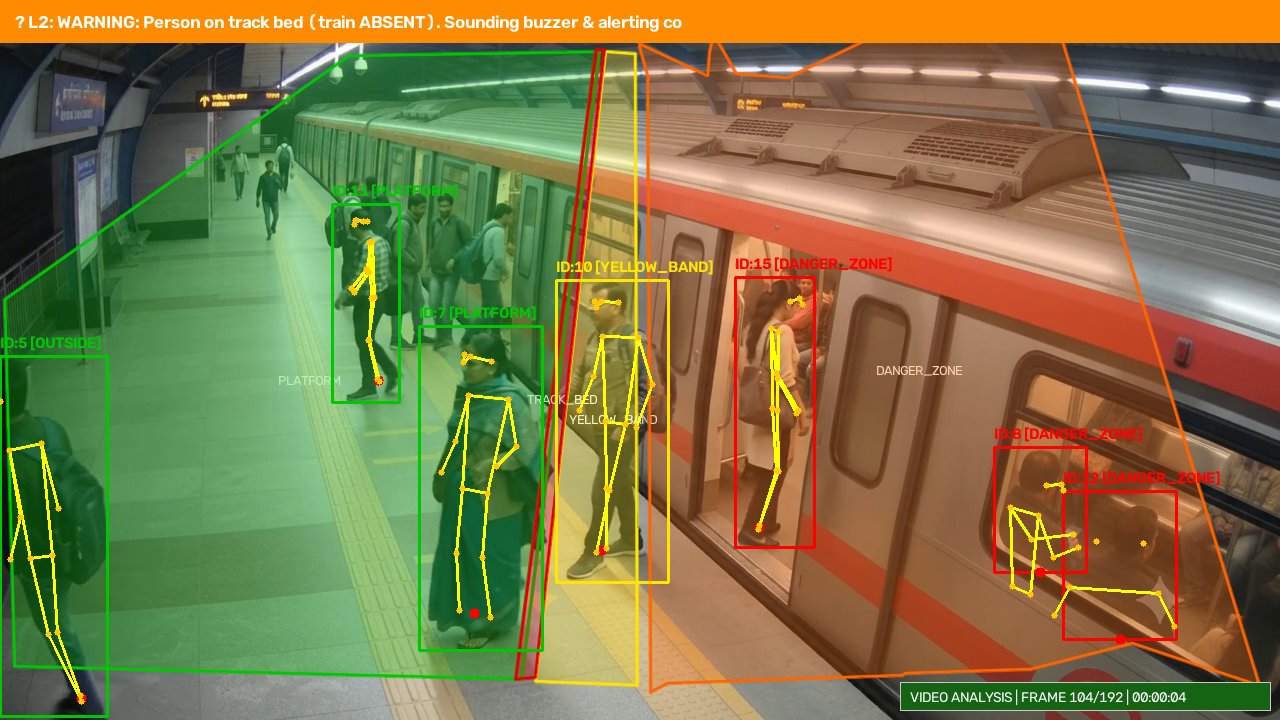 ? L2: WARNING: Person on track bed (train ABSENT). Sounding buzzer & alerting co
ID:11 [PLATFORM]
ID:10 [YELLOW_BAND]
ID:15 [DANGER_ZONE]
ID:7 [PLATFORM]
ID:5 [OUTSIDE]
PLATFORM
DANGER_ZONE
TRACK_BED
YELLOW_BAND
ID:8 [DANGER_ZONE]
ID:12 [DANGER_ZONE]
VIDEO ANALYSIS | FRAME 104/192 | 00:00:04